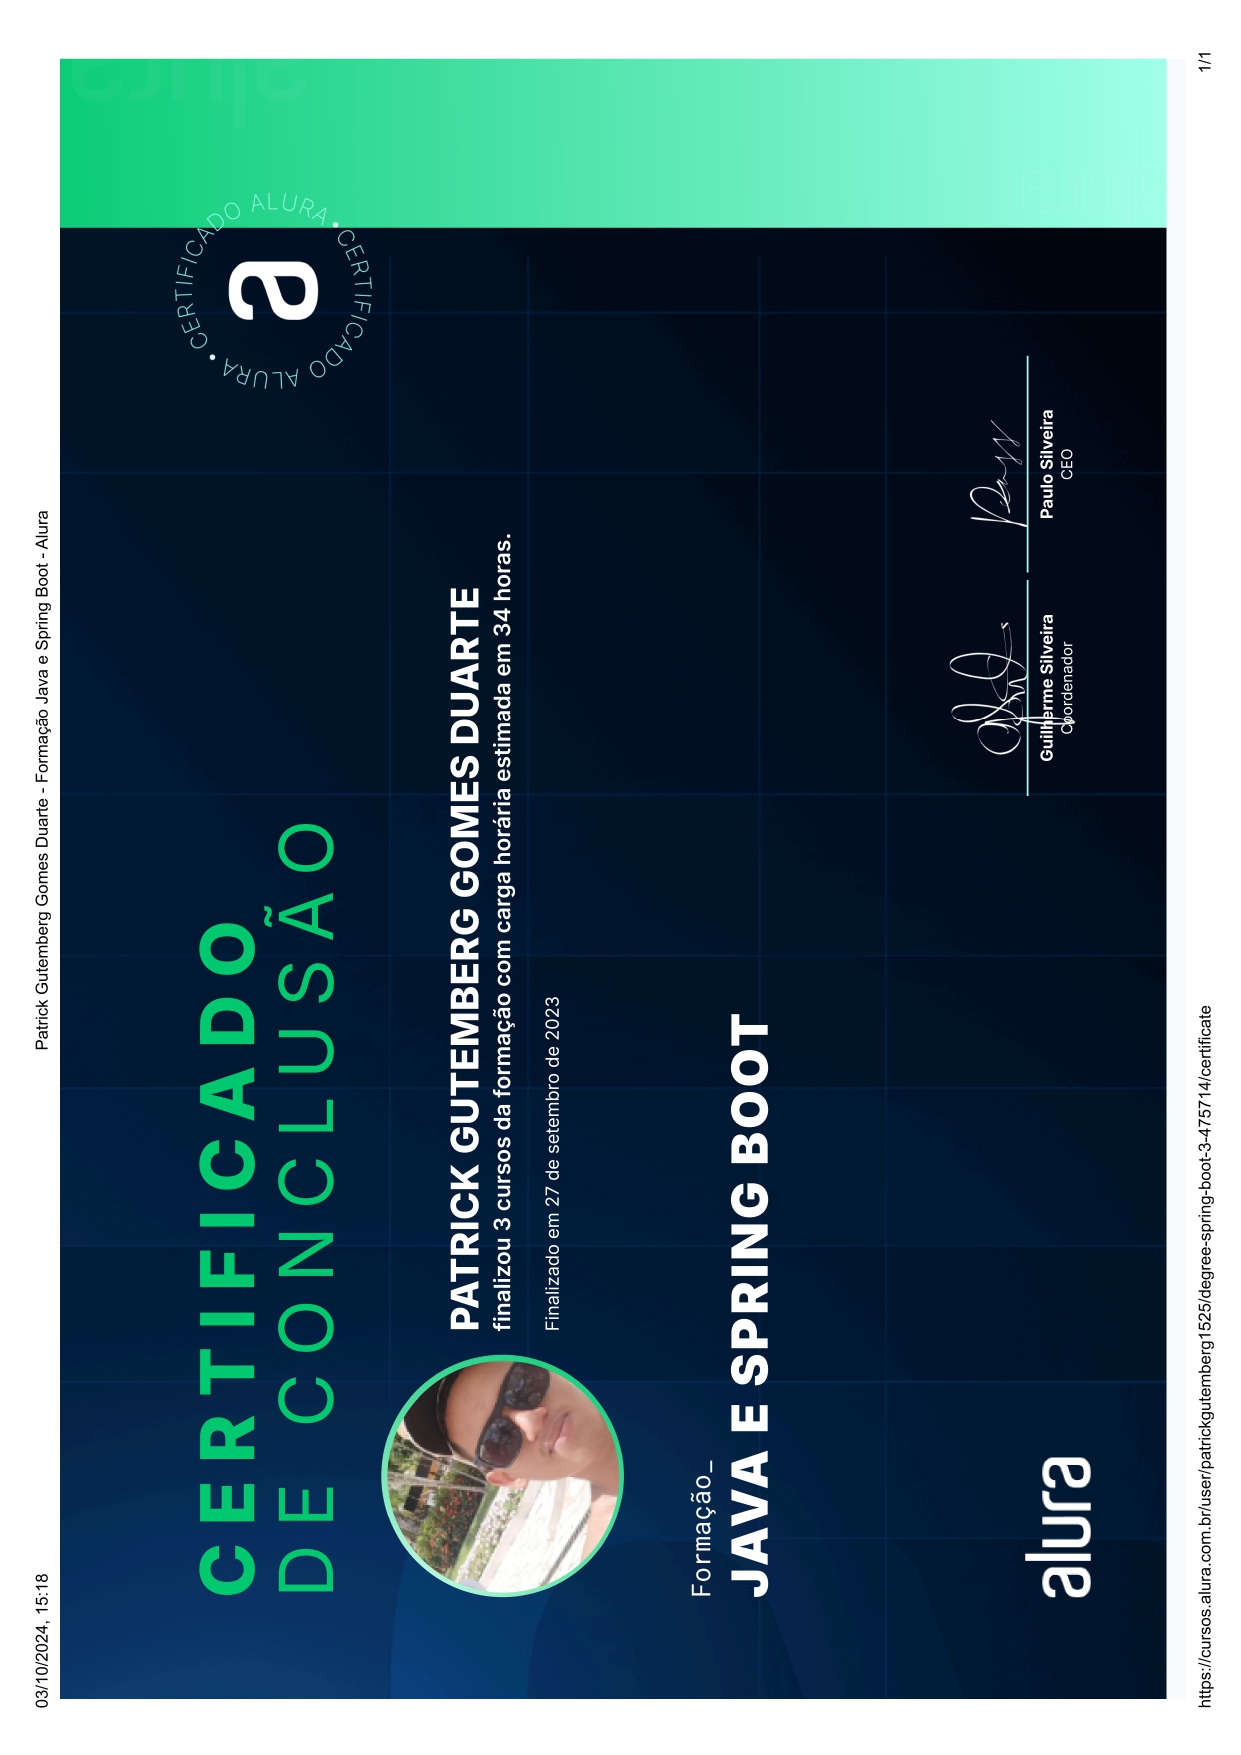 03/10/2024, 15:18
Patrick Gutemberg Gomes Duarte - Formação Java e Spring Boot - Alura
CERTIFICADO
DE CONCLUSÃO
• CERTIFICADO ALURA • CERTIFICADO ALURA
a
PATRICK GUTEMBERG GOMES DUARTE
finalizou 3 cursos da formação com carga horária estimada em 34 horas.
Finalizado em 27 de setembro de 2023
Formação_
JAVA E SPRING BOOT
alura
Guilherme Silveira
Coordenador
Paulo Silveira
CEO
https://cursos.alura.com.br/user/patrickgutemberg1525/degree-spring-boot-3-475714/certificate
1/1